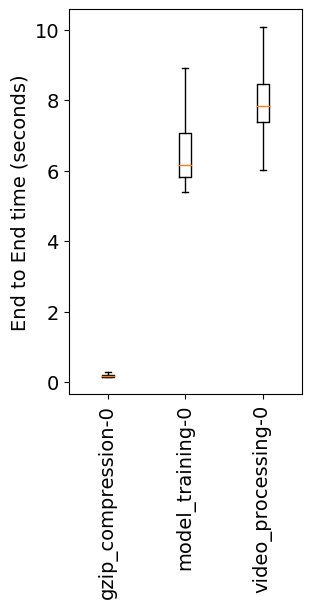 End to End time (seconds)
10
8
6
4
2
0
gzip_compression-0
model_training-0
video_processing-0